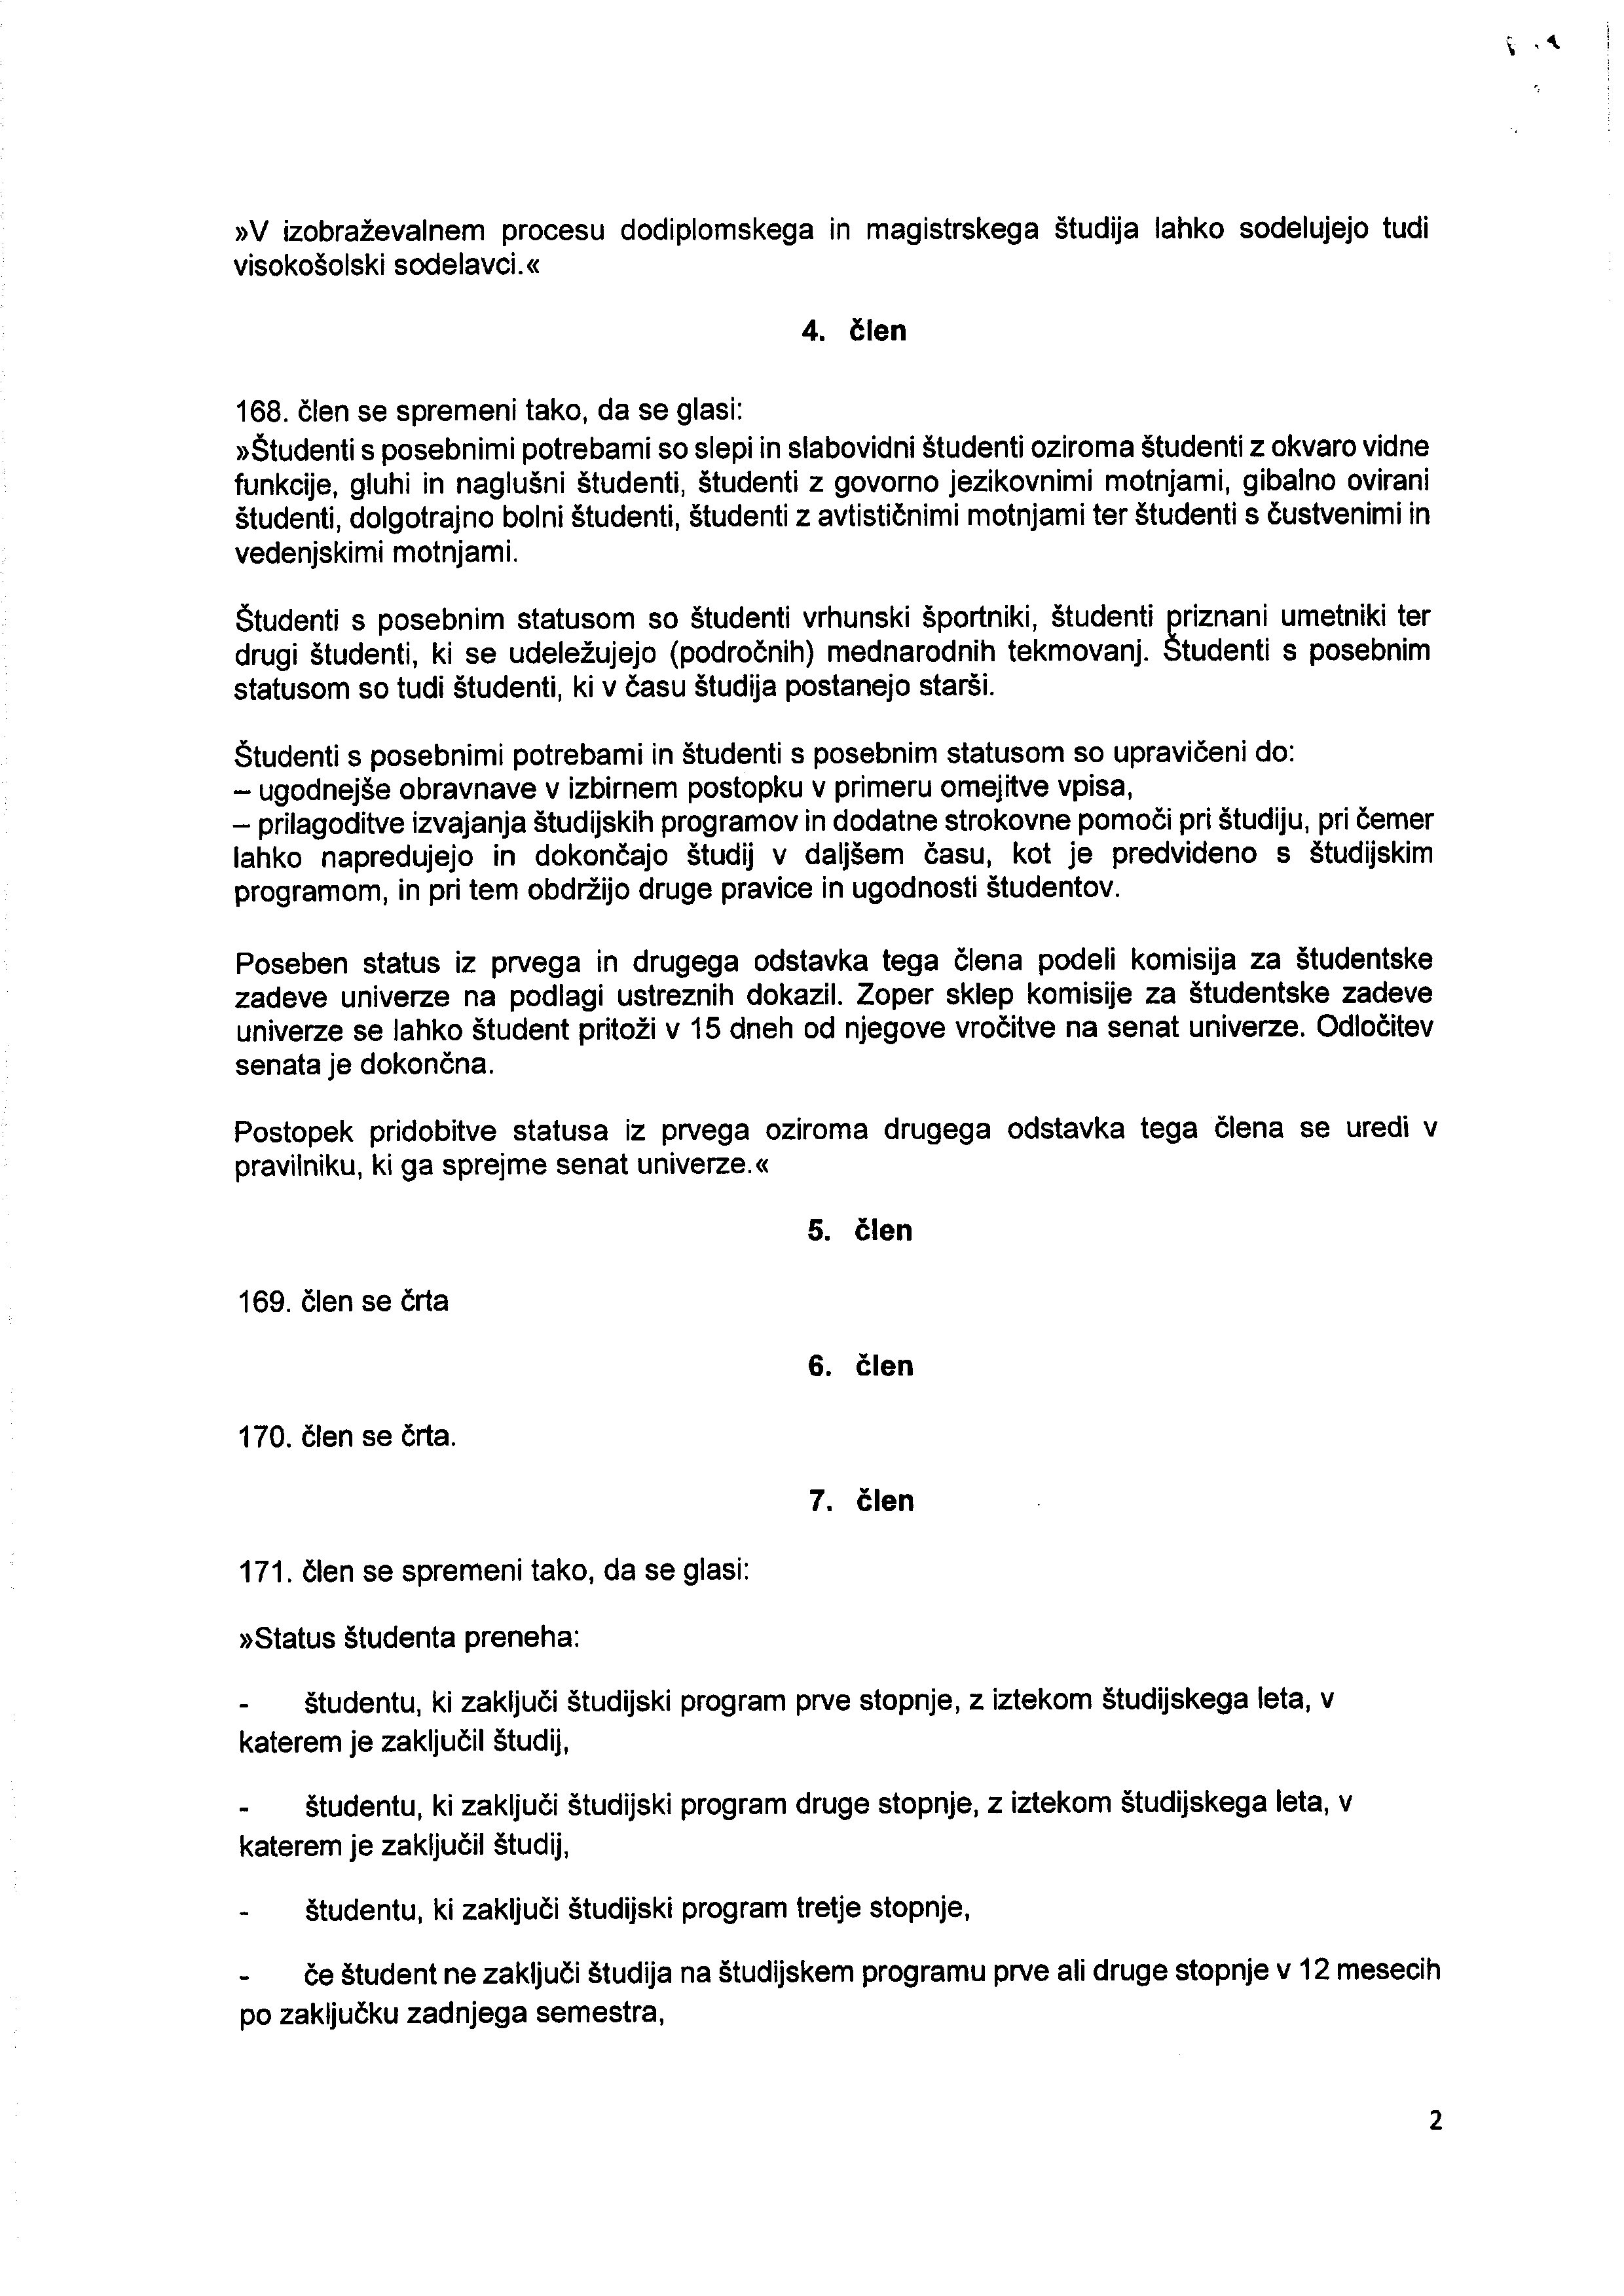 »V izobraževalnem procesu dodiplomskega in magistrskega študija lahko sodelujejo tudi
visokošolski sodelavci.«
4. člen
168. člen se spremeni tako, da se glasi:
»Študenti s posebnimi potrebami so slepi in slabovidni študenti oziroma študenti z okvaro vidne
funkcije, gluhi in naglušni študenti, študenti z govorno jezikovnimi motnjami, gibalno ovirani
študenti, dolgotrajno bolni študenti, študenti z avtističnimi motnjami ter študenti s čustvenimi in
vedenjskimi motnjami.
Študenti s posebnim statusom so študenti vrhunski športniki, študenti priznani umetniki ter
drugi študenti, ki se udeležujejo (področnih) mednarodnih tekmovanj. Študenti s posebnim
statusom so tudi študenti, ki v času študija postanejo starši.
Študenti s posebnimi potrebami in študenti s posebnim statusom so upravičeni do:
– ugodnejše obravnave v izbirnem postopku v primeru omejitve vpisa,
– prilagoditve izvajanja študijskih programov in dodatne strokovne pomoči pri študiju, pri čemer
lahko napredujejo in dokončajo študij v daljšem času, kot je predvideno s študijskim
programom, in pri tem obdržijo druge pravice in ugodnosti študentov.
Poseben status iz prvega in drugega odstavka tega člena podeli komisija za študentske
zadeve univerze na podlagi ustreznih dokazil. Zoper sklep komisije za študentske zadeve
univerze se lahko študent pritoži v 15 dneh od njegove vročitve na senat univerze. Odločitev
senata je dokončna.
Postopek pridobitve statusa iz prvega oziroma drugega odstavka tega člena se uredi v
pravilniku, ki ga sprejme senat univerze.«
5. člen
169. člen se črta
6. člen
170. člen se črta.
7. člen
171. člen se spremeni tako, da se glasi:
»Status študenta preneha:
- študentu, ki zaključi študijski program prve stopnje, z iztekom študijskega leta, v
katerem je zaključil študij,
- študentu, ki zaključi študijski program druge stopnje, z iztekom študijskega leta, v
katerem je zaključil študij,
- študentu, ki zaključi študijski program tretje stopnje,
- če študent ne zaključi študija na študijskem programu prve ali druge stopnje v 12 mesecih
po zaključku zadnjega semestra,
2